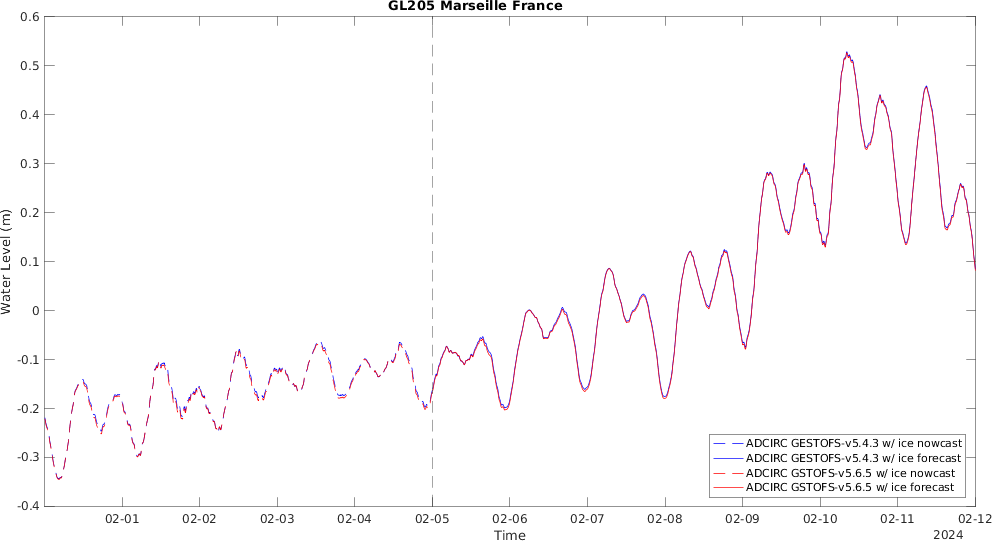 GL205 Marseille France
0.6
0.5
0.4
0.3
0.2
0.1
0
-0.1
-0.2
-0.3
-0.4
Water Level (m)
02-01 02-02 02-03 02-04 02-05 02-06 02-07 02-08 02-09 02-10 02-11 02-12
Time
2024
ADCIRC GESTOFS-v5.4.3 w/ ice nowcast
ADCIRC GESTOFS-v5.4.3 w/ ice forecast
ADCIRC GSTOFS-v5.6.5 w/ ice nowcast
ADCIRC GSTOFS-v5.6.5 w/ ice forecast